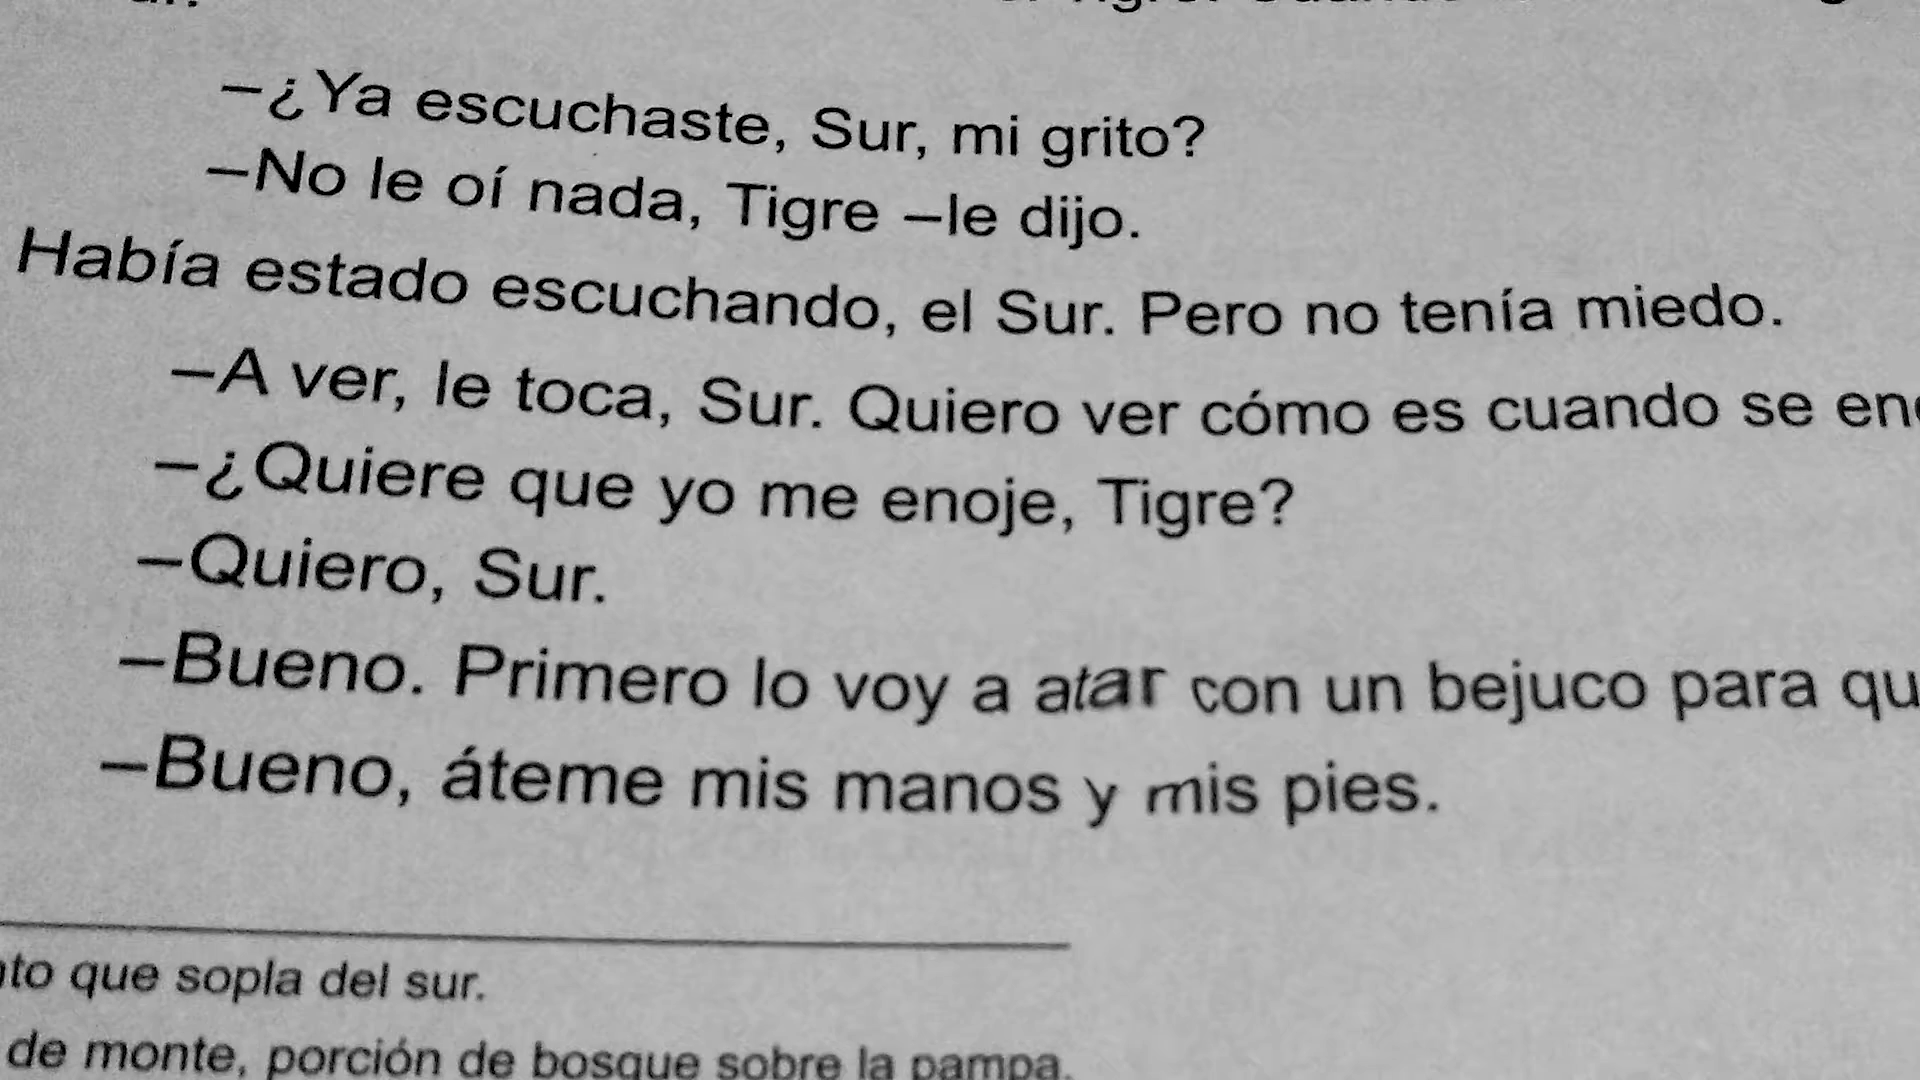 –¿Ya escuchaste, Sur, mi grito?
–No le oí nada, Tigre –le dijo.
Había estado escuchando, el Sur. Pero no tenía miedo.
–A ver, le toca, Sur. Quiero ver cómo es cuando se
–¿Quiere que yo me enoje, Tigre?
–Quiero, Sur.
–Bueno. Primero lo voy a atar con un bejuco para
–Bueno, áteme mis manos y mis pies.
que sopla del sur.
de monte, porción de bosque sobre la pampa.